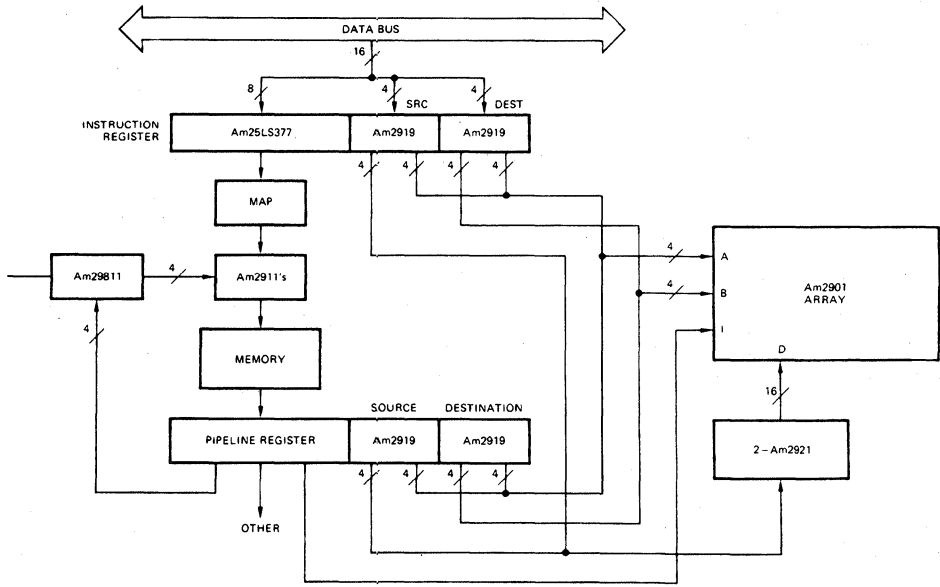 DATA BUS
16
8
4
4
SRC
DEST
INSTRUCTION
REGISTER
Am25LS377
Am2919
Am2919
4
4
4
4
MAP
Am29811
4
Am2911's
4
MEMORY
4
A
4
B
I
Am2901
ARRAY
D
16
2-Am2921
SOURCE
DESTINATION
PIPELINE REGISTER
Am2919
Am2919
4
4
4
4
OTHER